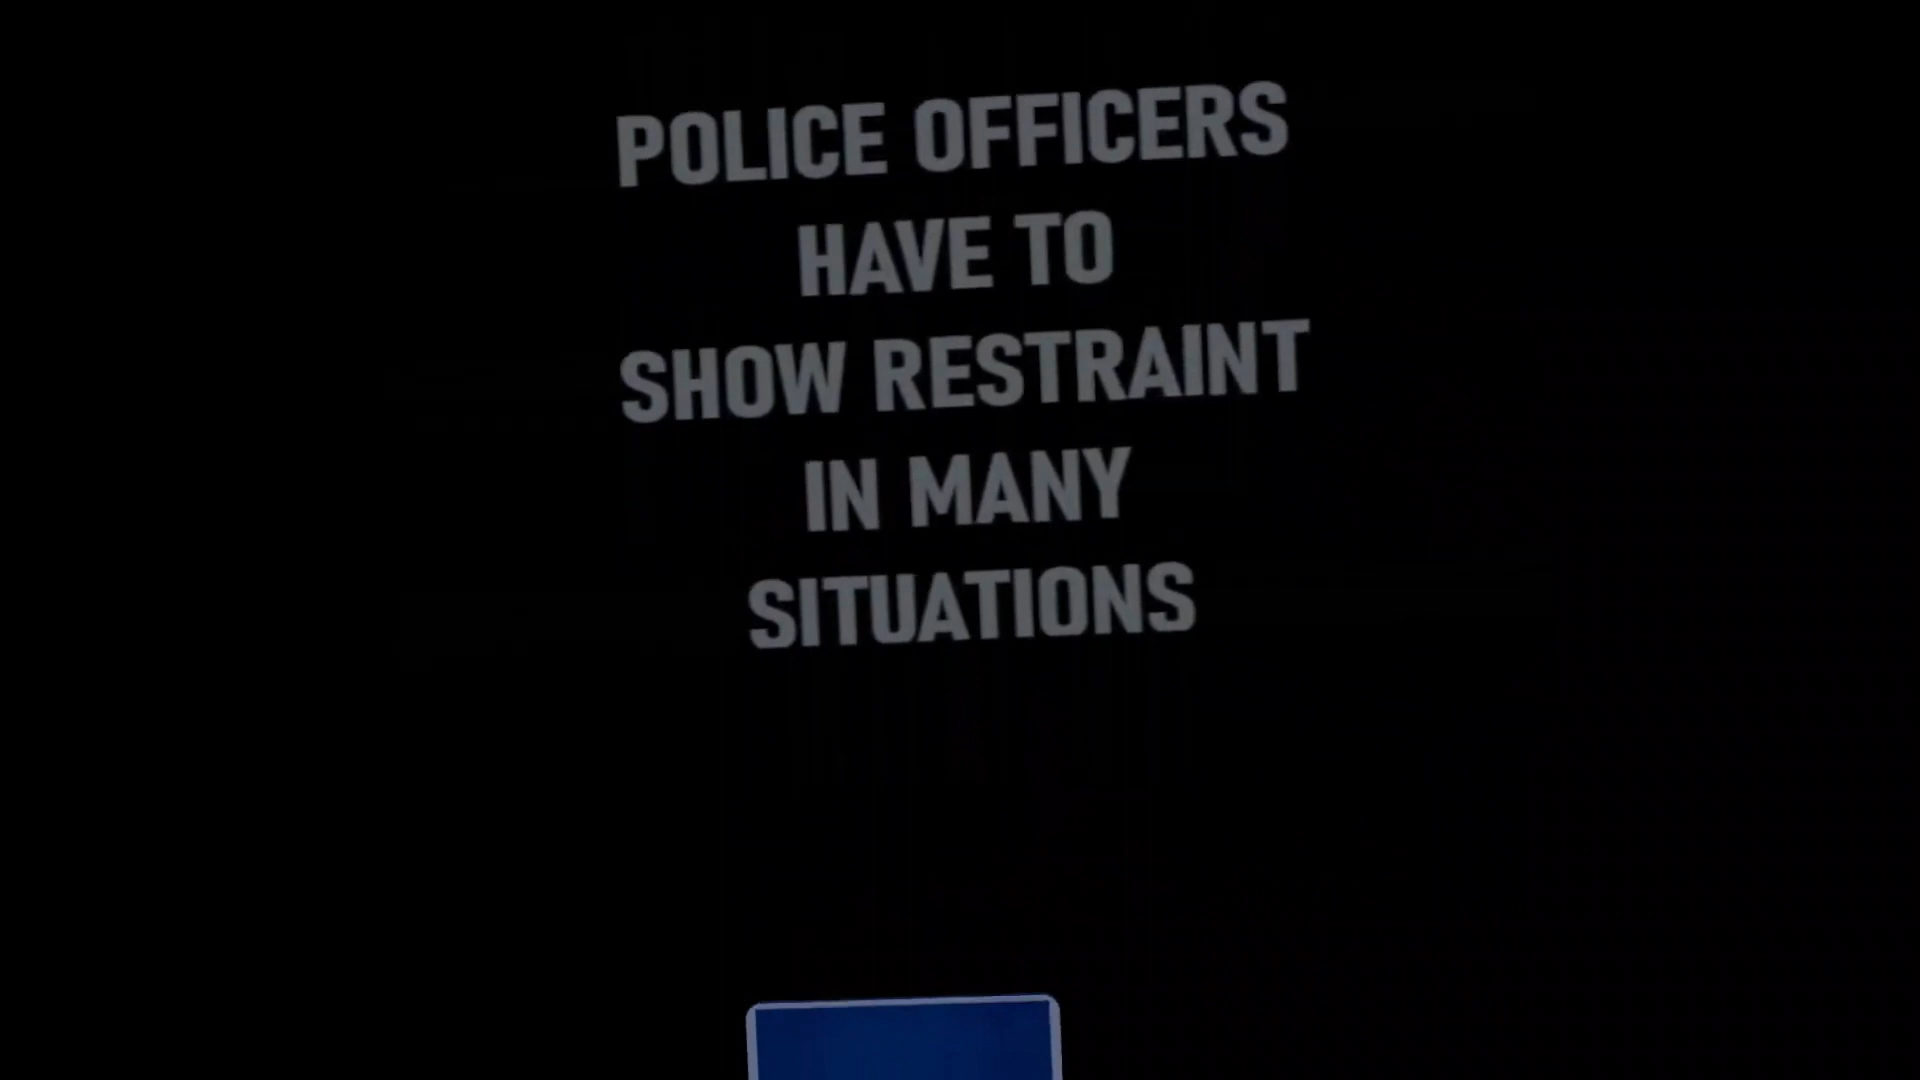 POLICE OFFICERS
HAVE TO
SHOW RESTRAINT
IN MANY
SITUATIONS